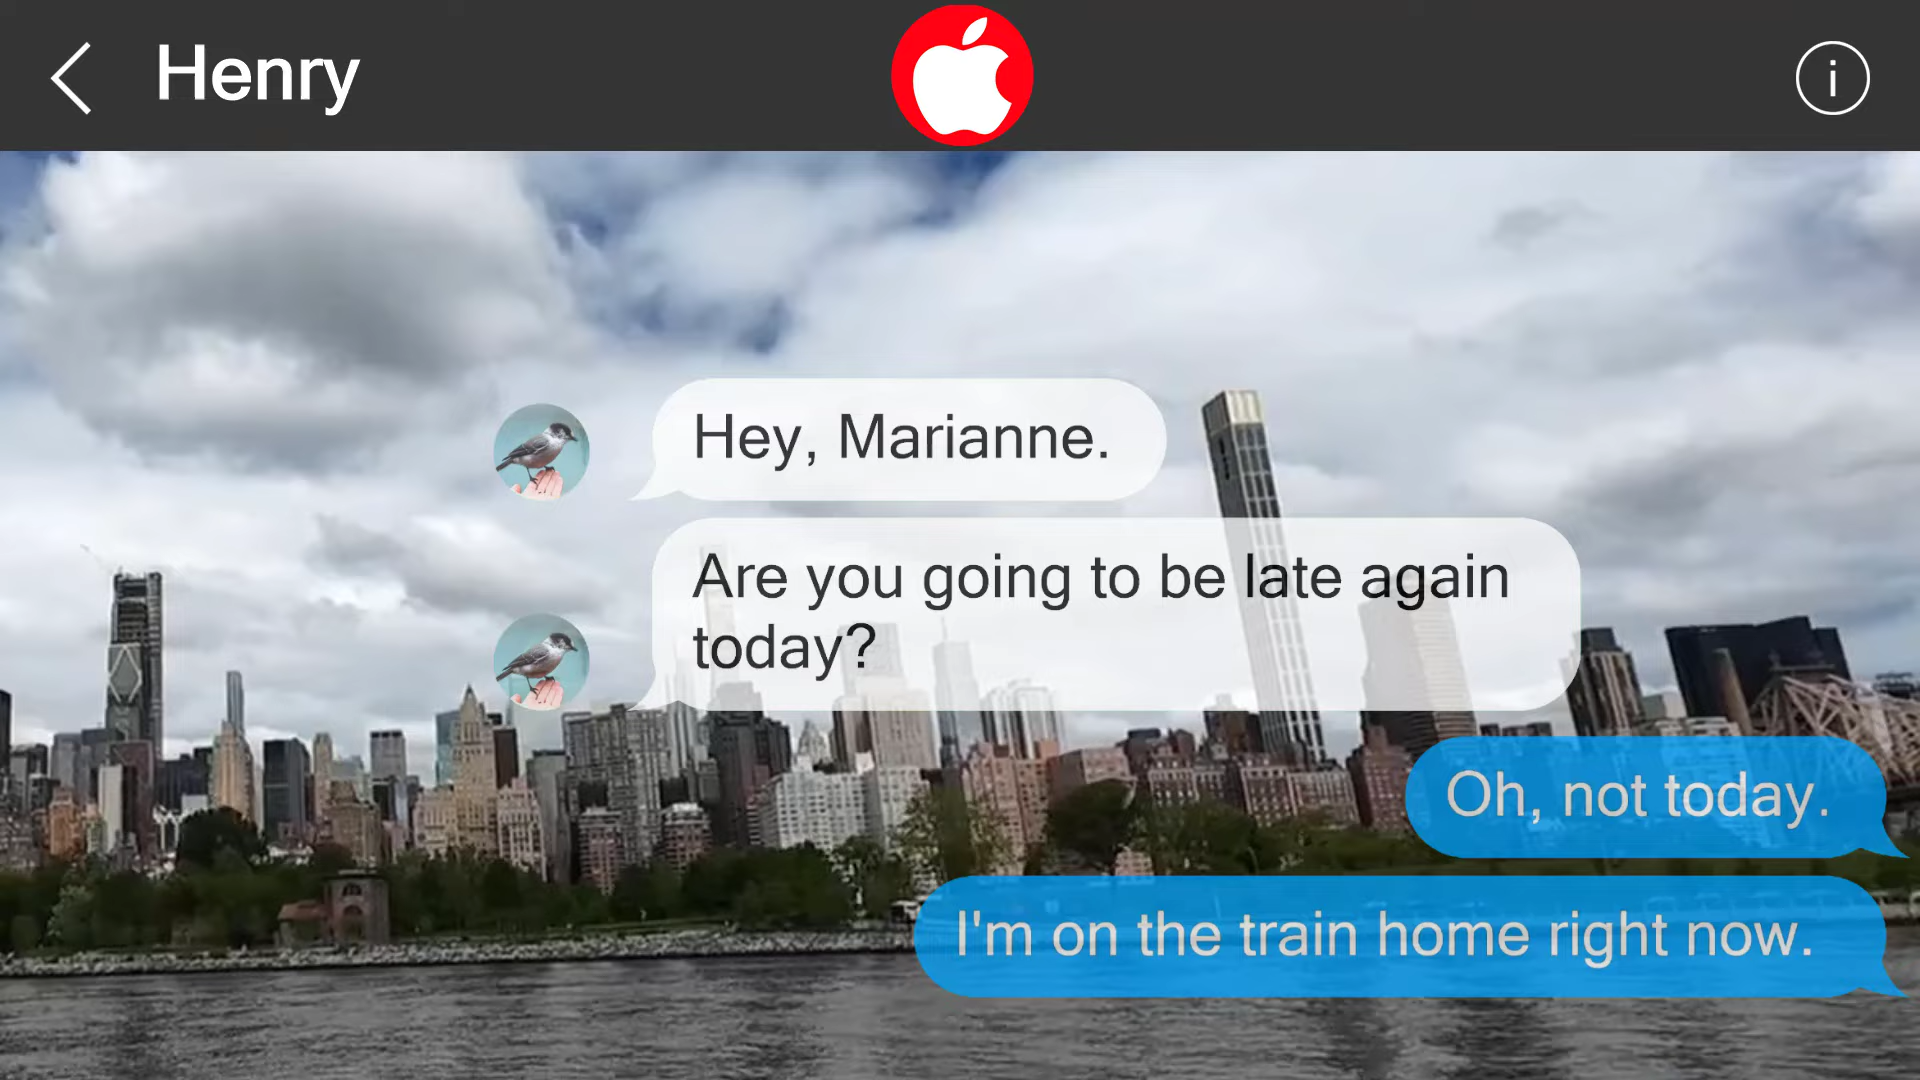 Henry
Hey, Marianne.
Are you going to be late again
today?
Oh, not today.
I'm on the train home right now.